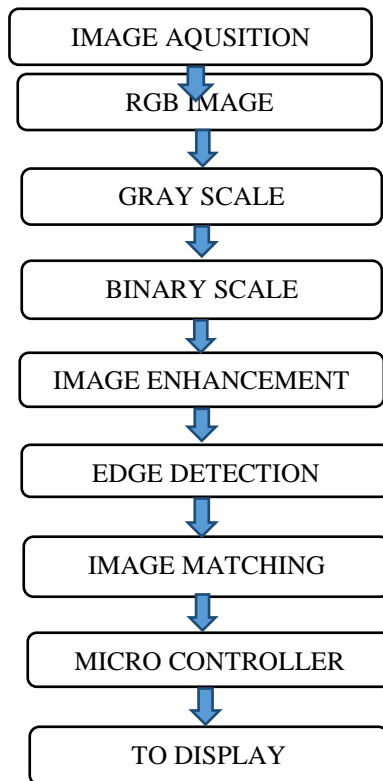 IMAGE AQUSITION
RGB IMAGE
GRAY SCALE
BINARY SCALE
IMAGE ENHANCEMENT
EDGE DETECTION
IMAGE MATCHING
MICRO CONTROLLER
TO DISPLAY